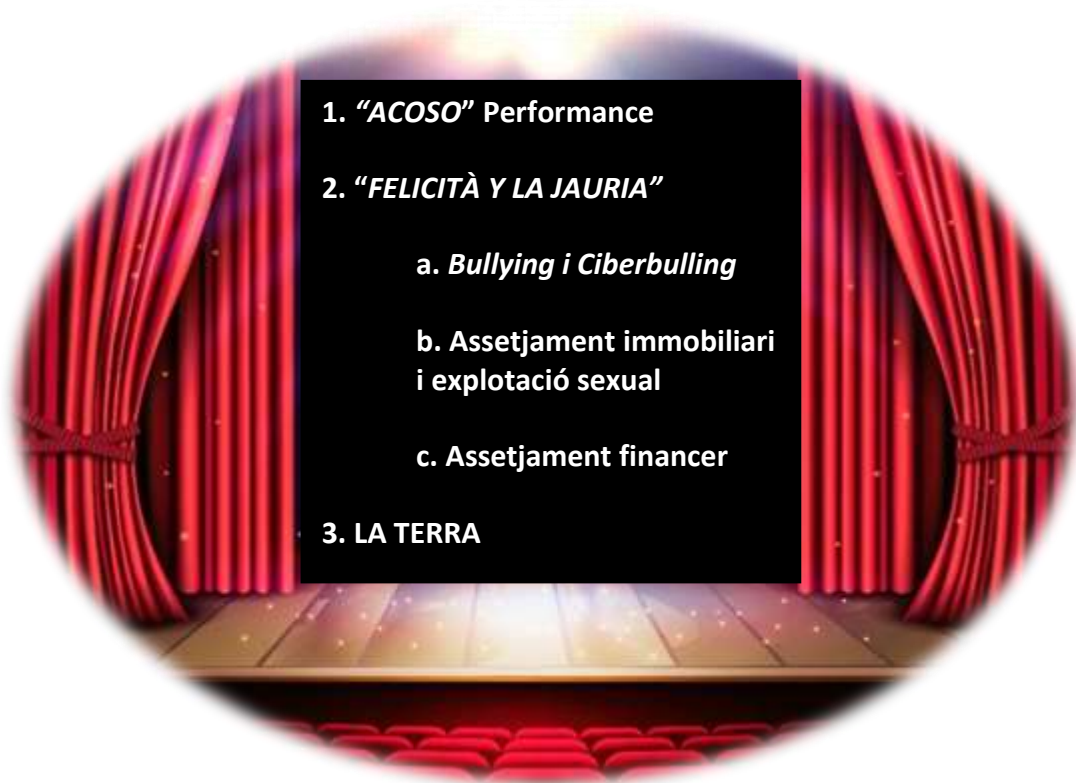 1. “ACOSO” Performance
2. “FELICITÀ Y LA JAURIA”
a. Bullying i Ciberbulling
b. Assetjament immobiliari
i explotació sexual
c. Assetjament financer
3. LA TERRA